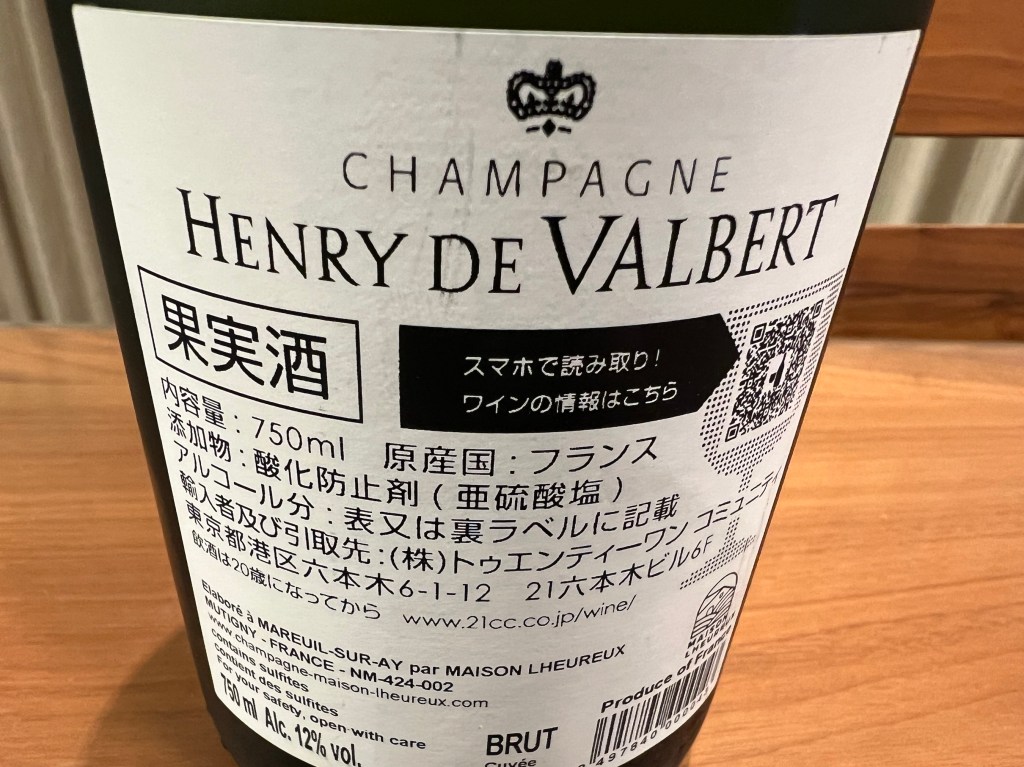 CHAMPAGNE
HENRY DE VALBERT
果実酒
スマホで読み取り!
ワインの情報はこちら
内容量:750ml 原産国:フランス
添加物:酸化防止剤(亜硫酸塩)
アルコール分:表又は裏ラベルに記載
輸入者及び引取先:(株)トゥエンティーワン コミューニティ
東京都港区六本木6-1-12 21六本木ビル6F
飲酒は20歳になってから www.21cc.co.jp/wine/
Elaboré à MAREUIL-SUR-AY par MAISON LHEUREUX
MUTIGNY - FRANCE - NM-424-002
www.champagne-maison-lheureux.com
contains sulfites
contient des sulfites
For your safety, open with care
750 ml Alc. 12% vol.
BRUT
Cuvée
MAISON
Produce of France